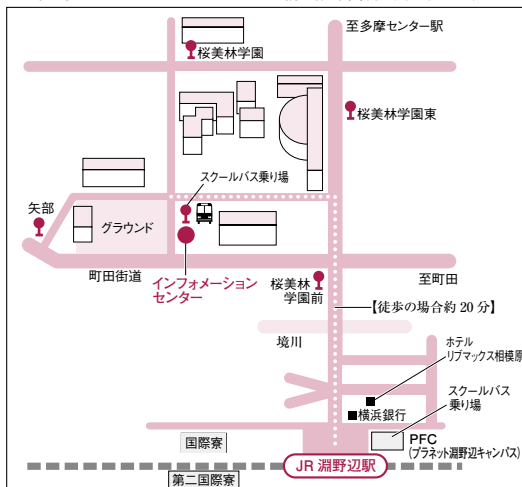 至多摩センター駅
桜美林学園
桜美林学園東
スクールバス乗り場
矢部
グラウンド
町田街道
インフォメーション
センター
桜美林
学園前
至町田
【徒歩の場合約20分】
境川
ホテル
リブマックス相模原
横浜銀行
スクールバス
乗り場
国際寮
PFC
(プラネット淵野辺キャンパス)
JR 淵野辺駅
第二国際寮